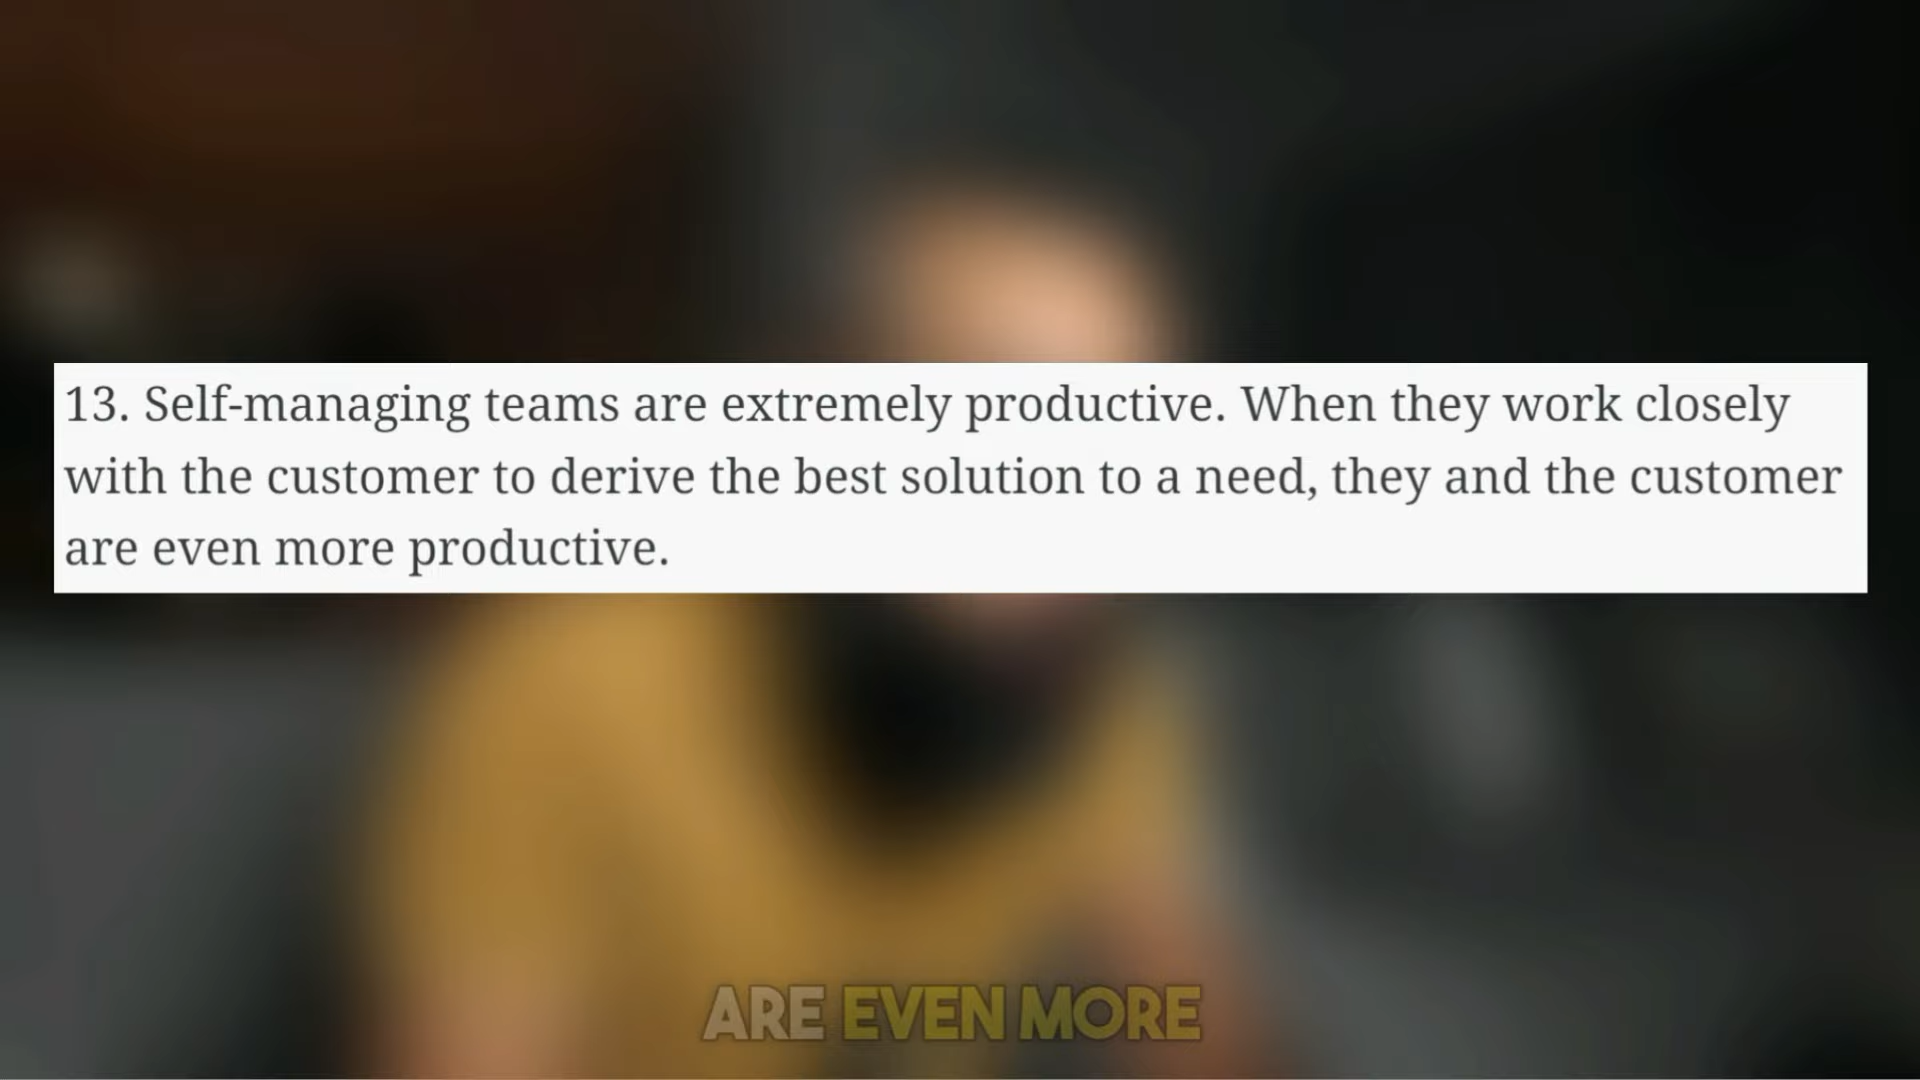 13. Self-managing teams are extremely productive. When they work closely
with the customer to derive the best solution to a need, they and the customer
are even more productive.
ARE EVEN MORE